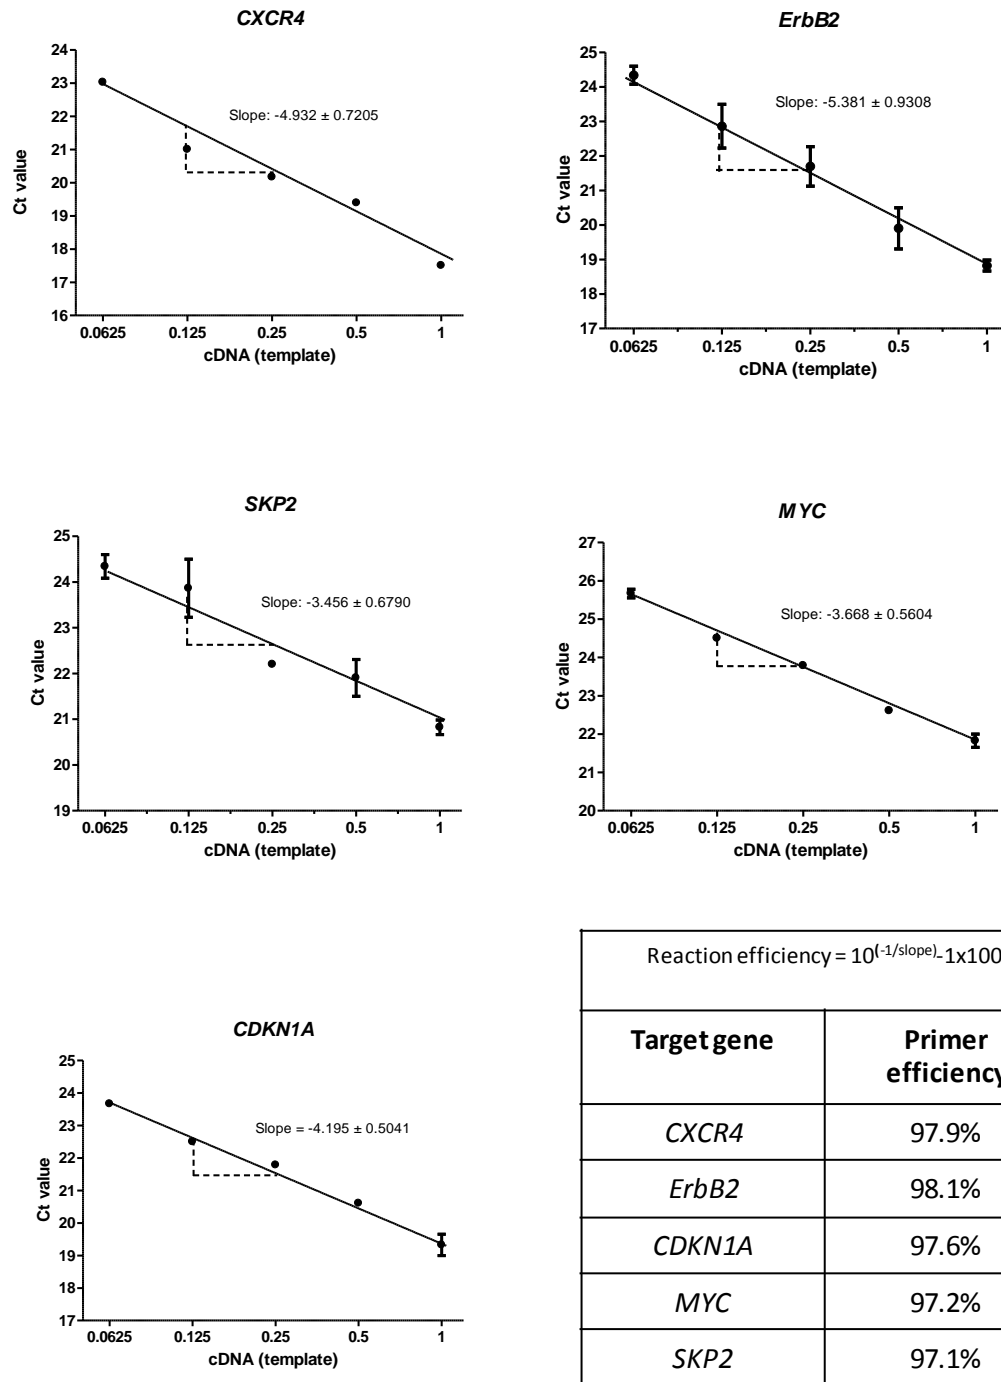 CXCR4
24
23
22
21
20
19
18
17
16
Ct value
Slope: -4.932 ± 0.7205
0.0625 0.125 0.25 0.5 1
cDNA (template)
ErbB2
25
24
23
22
21
20
19
18
17
Ct value
Slope: -5.381 ± 0.9308
0.0625 0.125 0.25 0.5 1
cDNA (template)
SKP2
25
24
23
22
21
20
19
Ct value
Slope: -3.456 ± 0.6790
0.0625 0.125 0.25 0.5 1
cDNA (template)
MYC
27
26
25
24
23
22
21
20
Ct value
Slope: -3.668 ± 0.5604
0.0625 0.125 0.25 0.5 1
cDNA (template)
CDKN1A
25
24
23
22
21
20
19
18
17
Ct value
Slope = -4.195 ± 0.5041
0.0625 0.125 0.25 0.5 1
cDNA (template)
Reaction efficiency = 10(-1/slope)-1x100
Target gene Primer
efficiency
CXCR4 97.9%
ErbB2 98.1%
CDKN1A 97.6%
MYC 97.2%
SKP2 97.1%